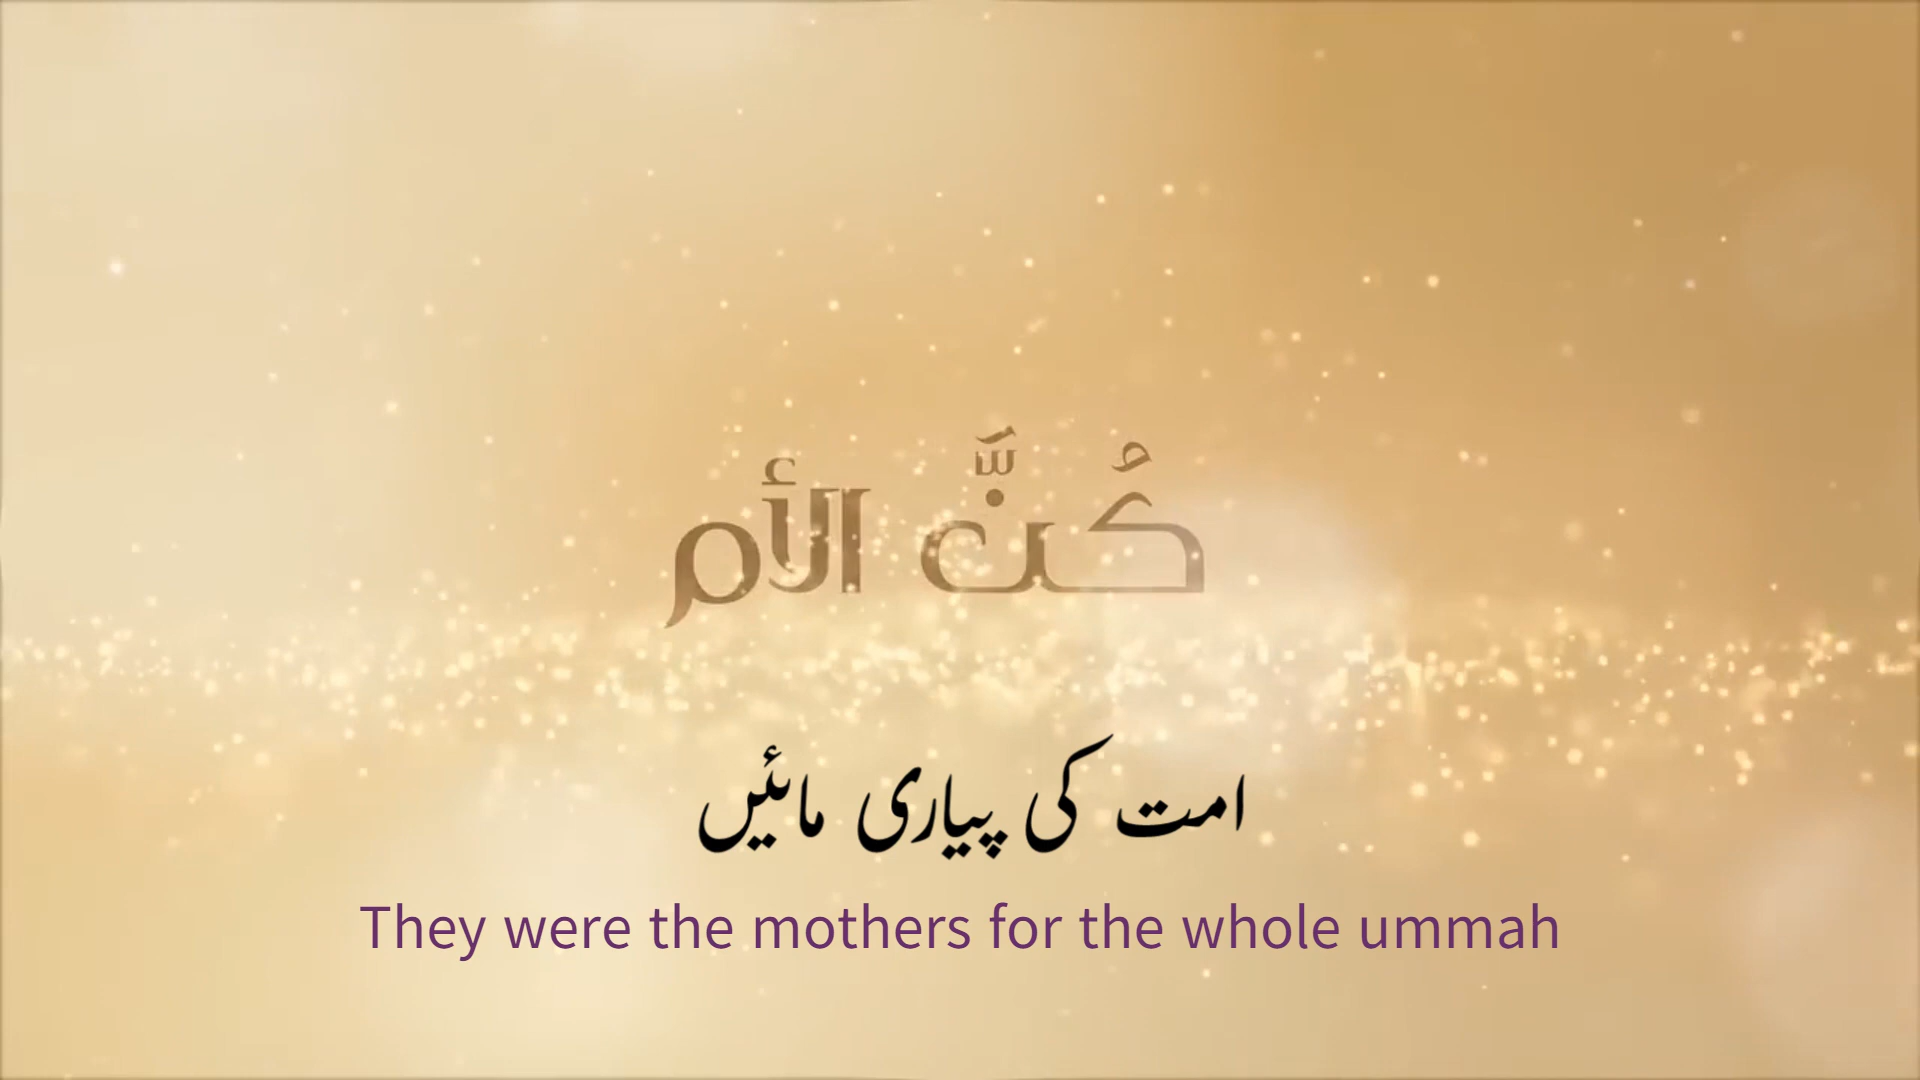 كُنَّ الأم
امت کی پیاری مائیں
They were the mothers for the whole ummah